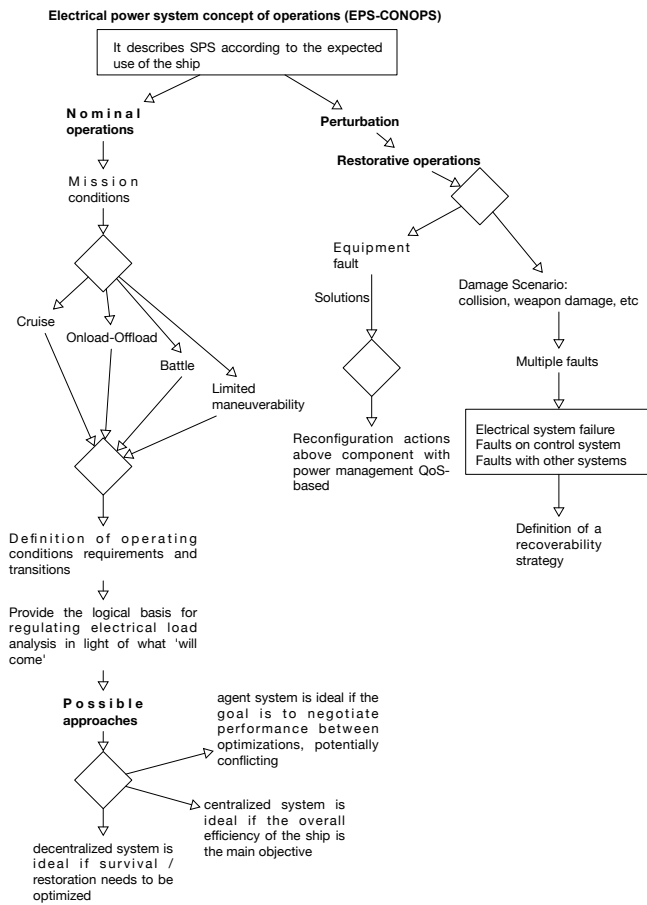 Electrical power system concept of operations (EPS-CONOPS)
It describes SPS according to the expected
use of the ship
Nominal
operations
Mission
conditions
Cruise
Onload-Offload
Battle
Limited
maneuverability
Definition of operating
conditions requirements and
transitions
Provide the logical basis for
regulating electrical load
analysis in light of what 'will
come'
Possible
approaches
agent system is ideal if the
goal is to negotiate
performance between
optimizations, potentially
conflicting
centralized system is
ideal if the overall
efficiency of the ship is
the main objective
decentralized system is
ideal if survival /
restoration needs to be
optimized
Perturbation
Restorative operations
Equipment
fault
Solutions
Reconfiguration actions
above component with
power management QoS-
based
Damage Scenario:
collision, weapon damage, etc
Multiple faults
Electrical system failure
Faults on control system
Faults with other systems
Definition of a
recoverability
strategy